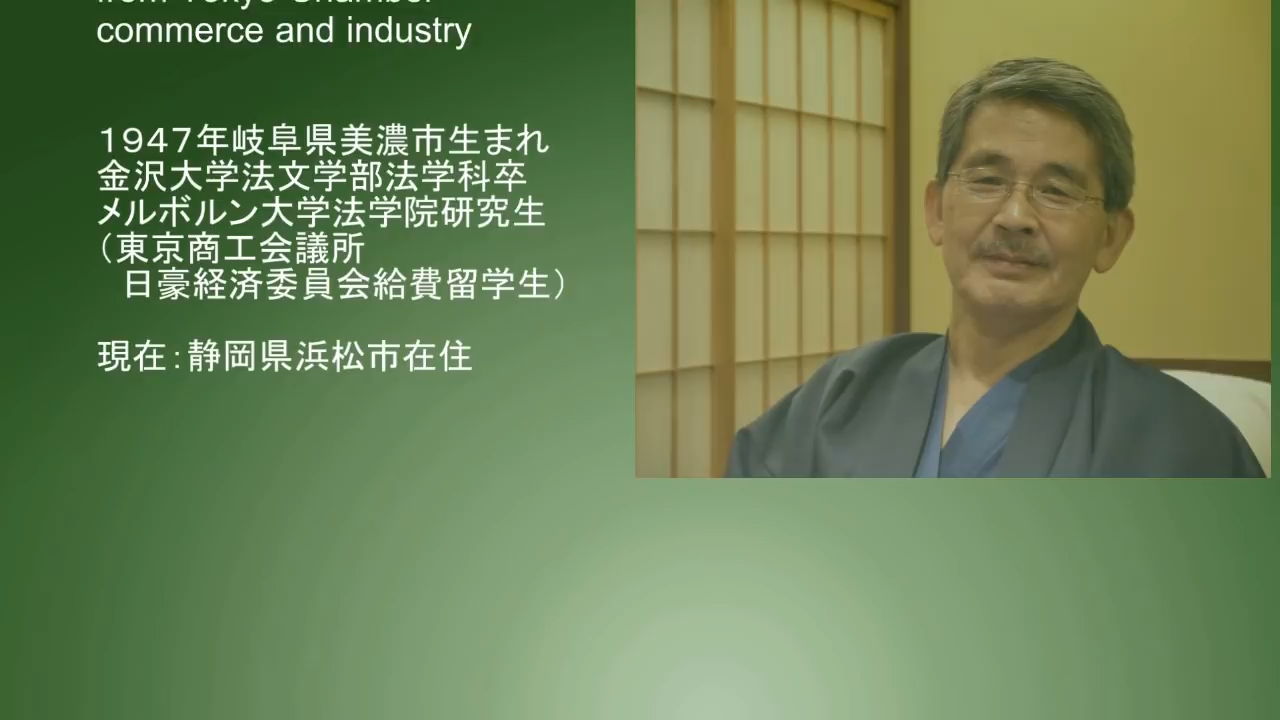 commerce and industry
1947年岐阜県美濃市生まれ
金沢大学法文学部法学科卒
メルボルン大学法学院研究生
（東京商工会議所
日豪経済委員会給費留学生）
現在：静岡県浜松市在住